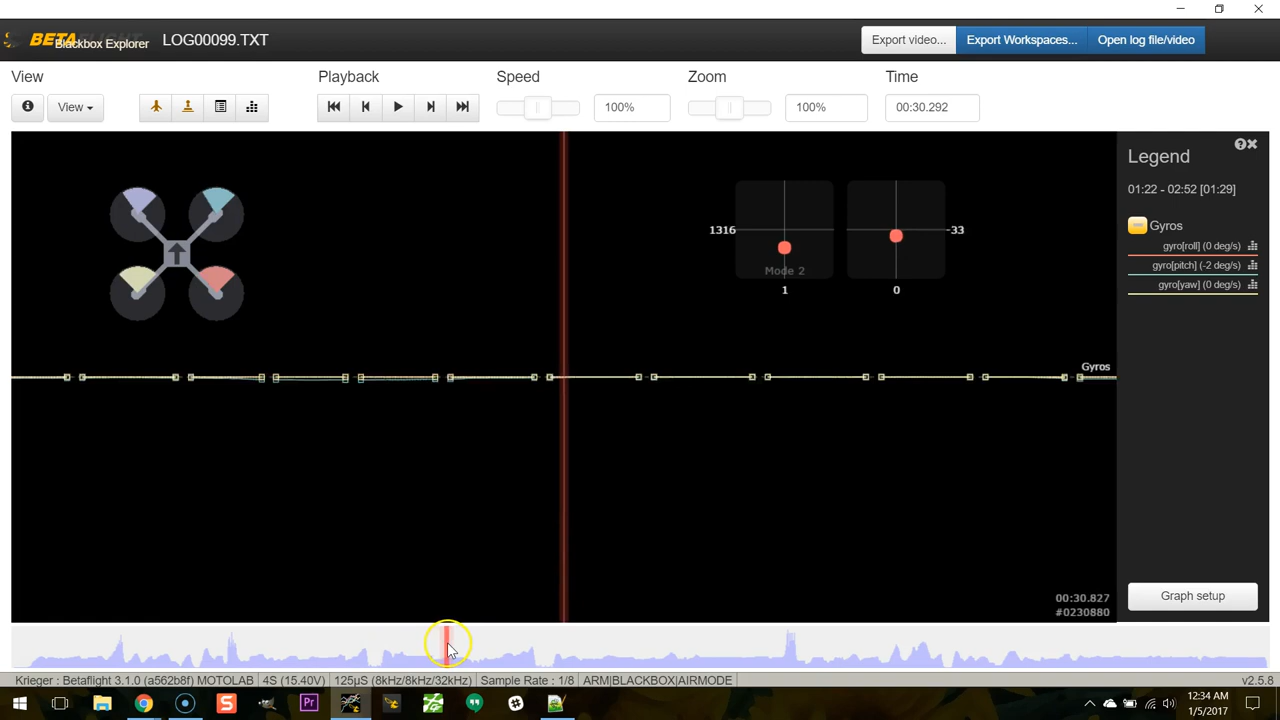 BETAFLIGHT
Blackbox Explorer
LOG00099.TXT
Export video...
Export Workspaces...
Open log file/video
View
Playback
Speed
Zoom
Time
View
100%
100%
00:30.292
Legend
01:22 - 02:52 [01:29]
Gyros
gyro[roll] (0 deg/s)
gyro[pitch] (-2 deg/s)
gyro[yaw] (0 deg/s)
1316
-33
Mode 2
1
0
Gyros
00:30.827
#0230880
Graph setup
Krieger : Betaflight 3.1.0 (a562b8f) MOTOLAB
4S (15.40V)
125µS (8kHz/8kHz/32kHz)
Sample Rate : 1/8
ARM|BLACKBOX|AIRMODE
v2.5.8
12:34 AM
1/5/2017